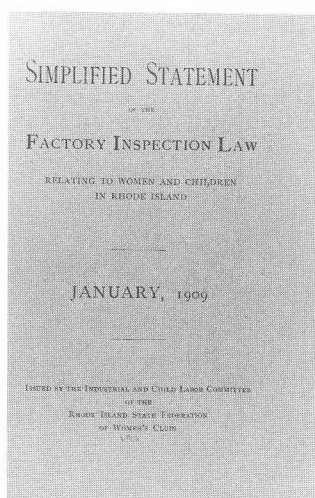 SIMPLIFIED STATEMENT
OF THE
FACTORY INSPECTION LAW
RELATING TO WOMEN AND CHILDREN
IN RHODE ISLAND
JANUARY, 1909
ISSUED BY THE INDUSTRIAL AND CHILD LABOR COMMITTEE
OF THE
RHODE ISLAND STATE FEDERATION
OF WOMEN'S CLUBS